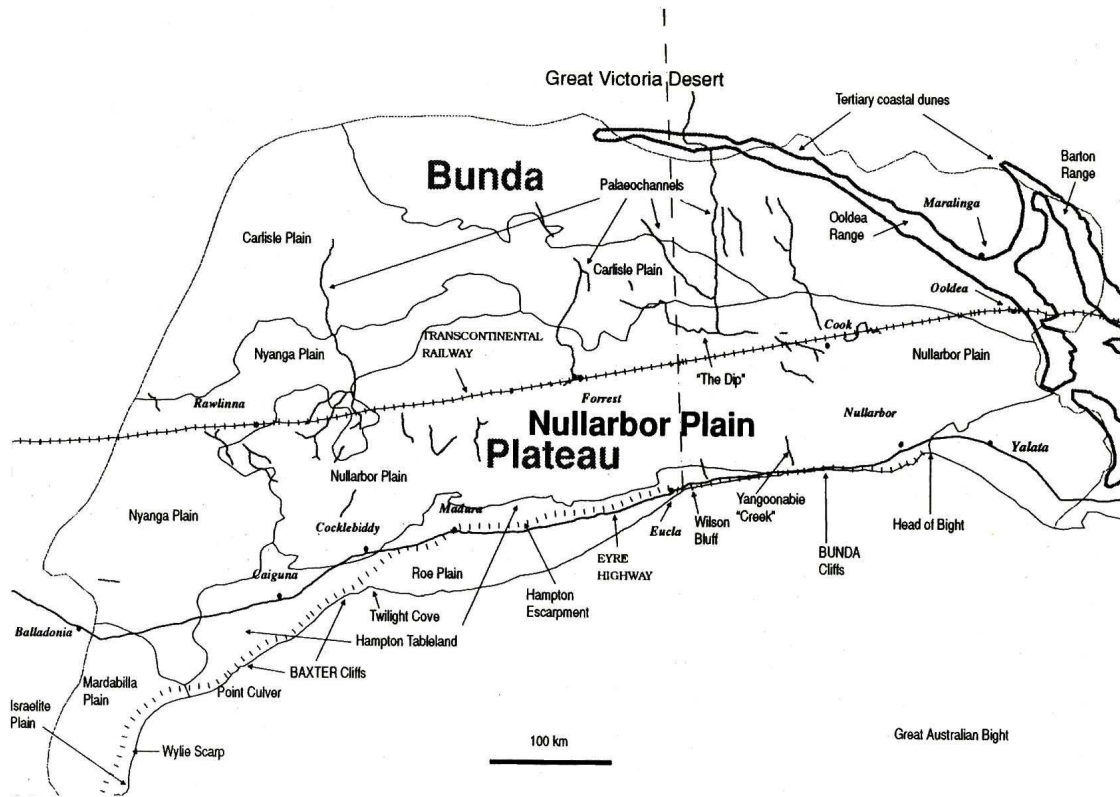 Great Victoria Desert
Tertiary coastal dunes
Barton
Range
Bunda
Palaeochannels
Maralinga
Ooldea
Range
Carlisle Plain
Carlisle Plain
Ooldea
TRANSCONTINENTAL
RAILWAY
Cook
Nyanga Plain
Nullarbor Plain
"The Dip"
Rawlinna
Forrest
Nullarbor
Nullarbor Plain
Plateau
Yalata
Nullarbor Plain
Madura
Yangoonabie
"Creek"
Nyanga Plain
Cocklebiddy
Eucla
Wilson
Bluff
Head of Bight
EYRE
HIGHWAY
BUNDA
Cliffs
Caiguna
Roe Plain
Hampton
Escarpment
Twilight Cove
Balladonia
Hampton Tableland
BAXTER Cliffs
Mardabilla
Plain
Point Culver
Israelite
Plain
Wylie Scarp
100 km
Great Australian Bight